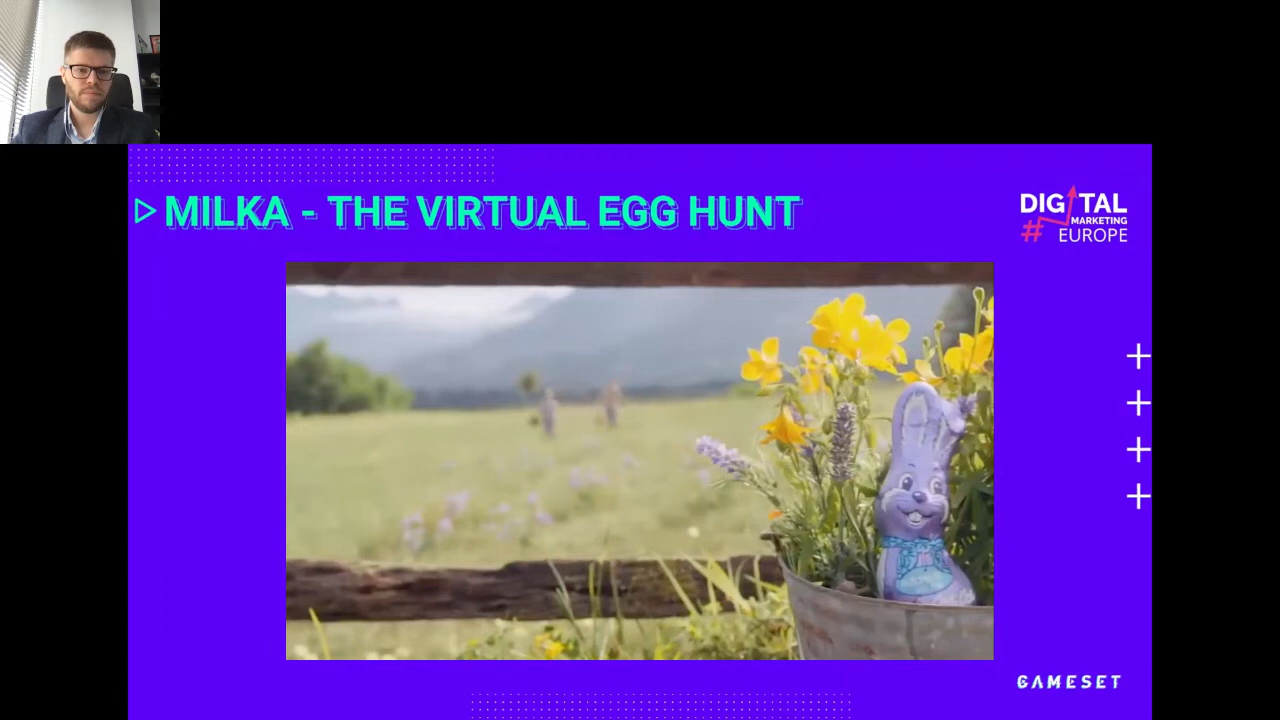 MILKA - THE VIRTUAL EGG HUNT
DIGITAL
MARKETING
# EUROPE
GAMESET